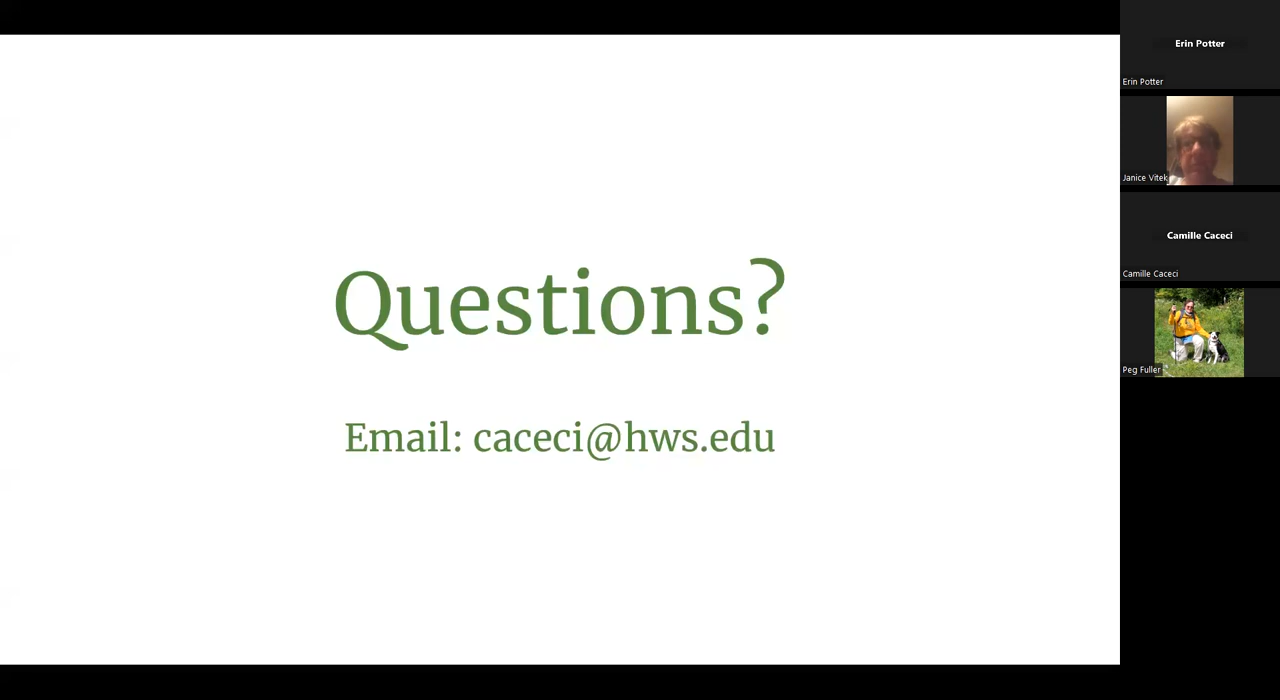 Questions?
Email: caceci@hws.edu
Erin Potter
Erin Potter
Janice Vitek
Camille Caceci
Camille Caceci
Peg Fuller